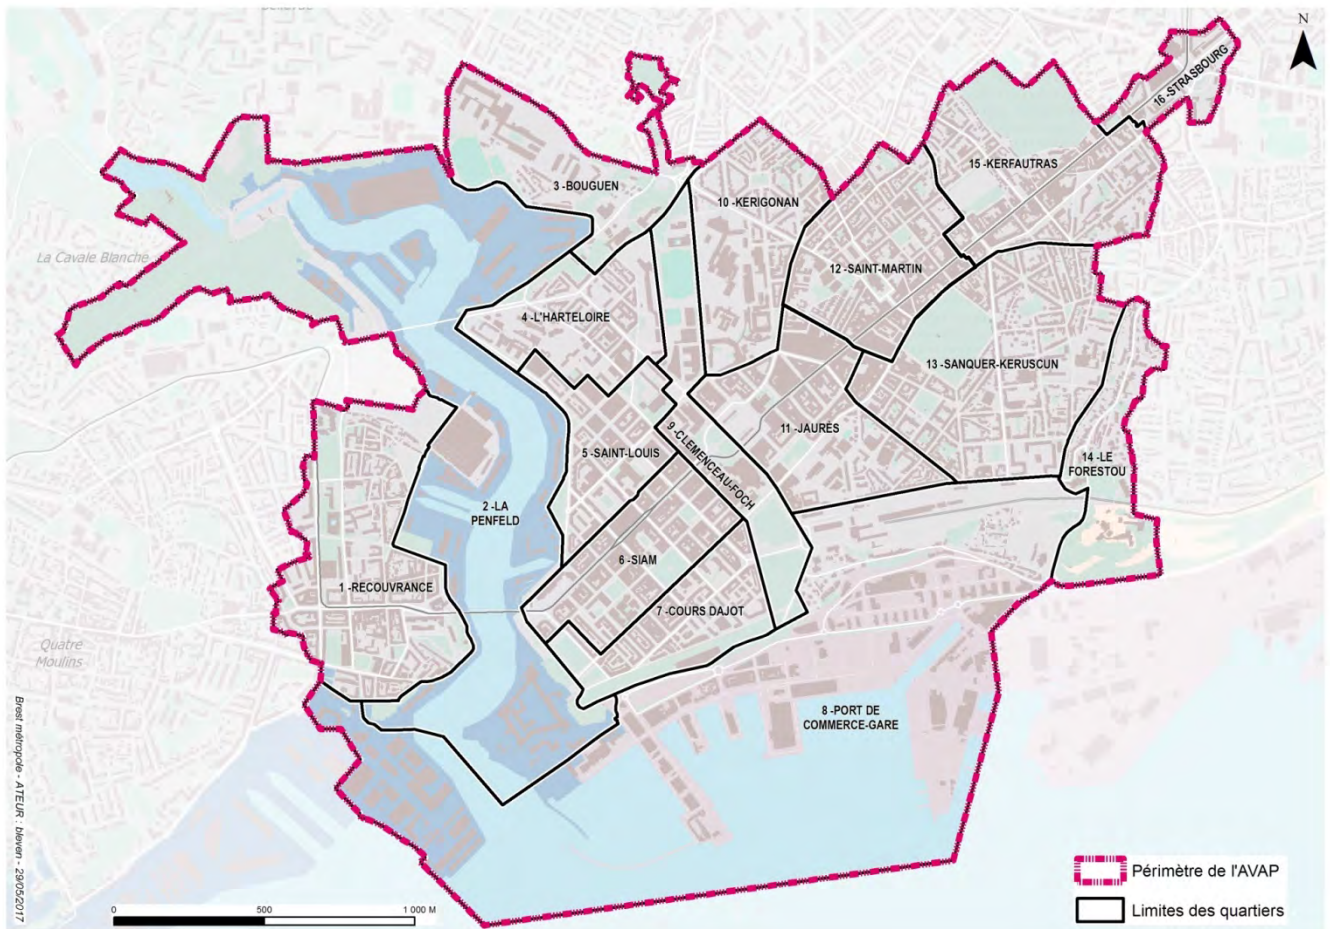 N
16 -STRASBOURG
15 -KERFAUTRAS
3 -BOUGUEN
10 -KERIGONAN
La Cavale Blanche
12 -SAINT-MARTIN
4 -L'HARTELOIRE
13 -SANQUER-KERUSCUN
9 -CLEMENCEAU-FOCH
11 -JAURÈS
5 -SAINT-LOUIS
14 -LE
FORESTOU
2 -LA
PENFELD
6 -SIAM
1 -RECOUVRANCE
7 -COURS DAJOT
Quatre
Moulins
8 -PORT DE
COMMERCE-GARE
Brest métropole - ATEUR : bleven - 29/05/2017
Périmètre de l'AVAP
Limites des quartiers
0 500 1 000 M